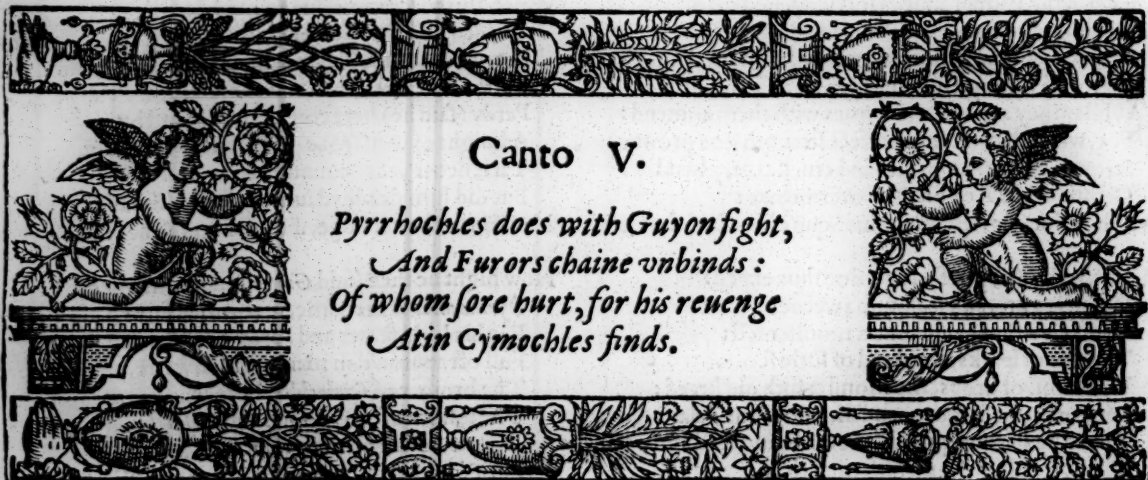 Canto V.
Pyrrhochles does with Guyon fight,
And Furors chaine vnbinds :
Of whom ſore hurt, for his reuenge
Atin Cymochles finds.